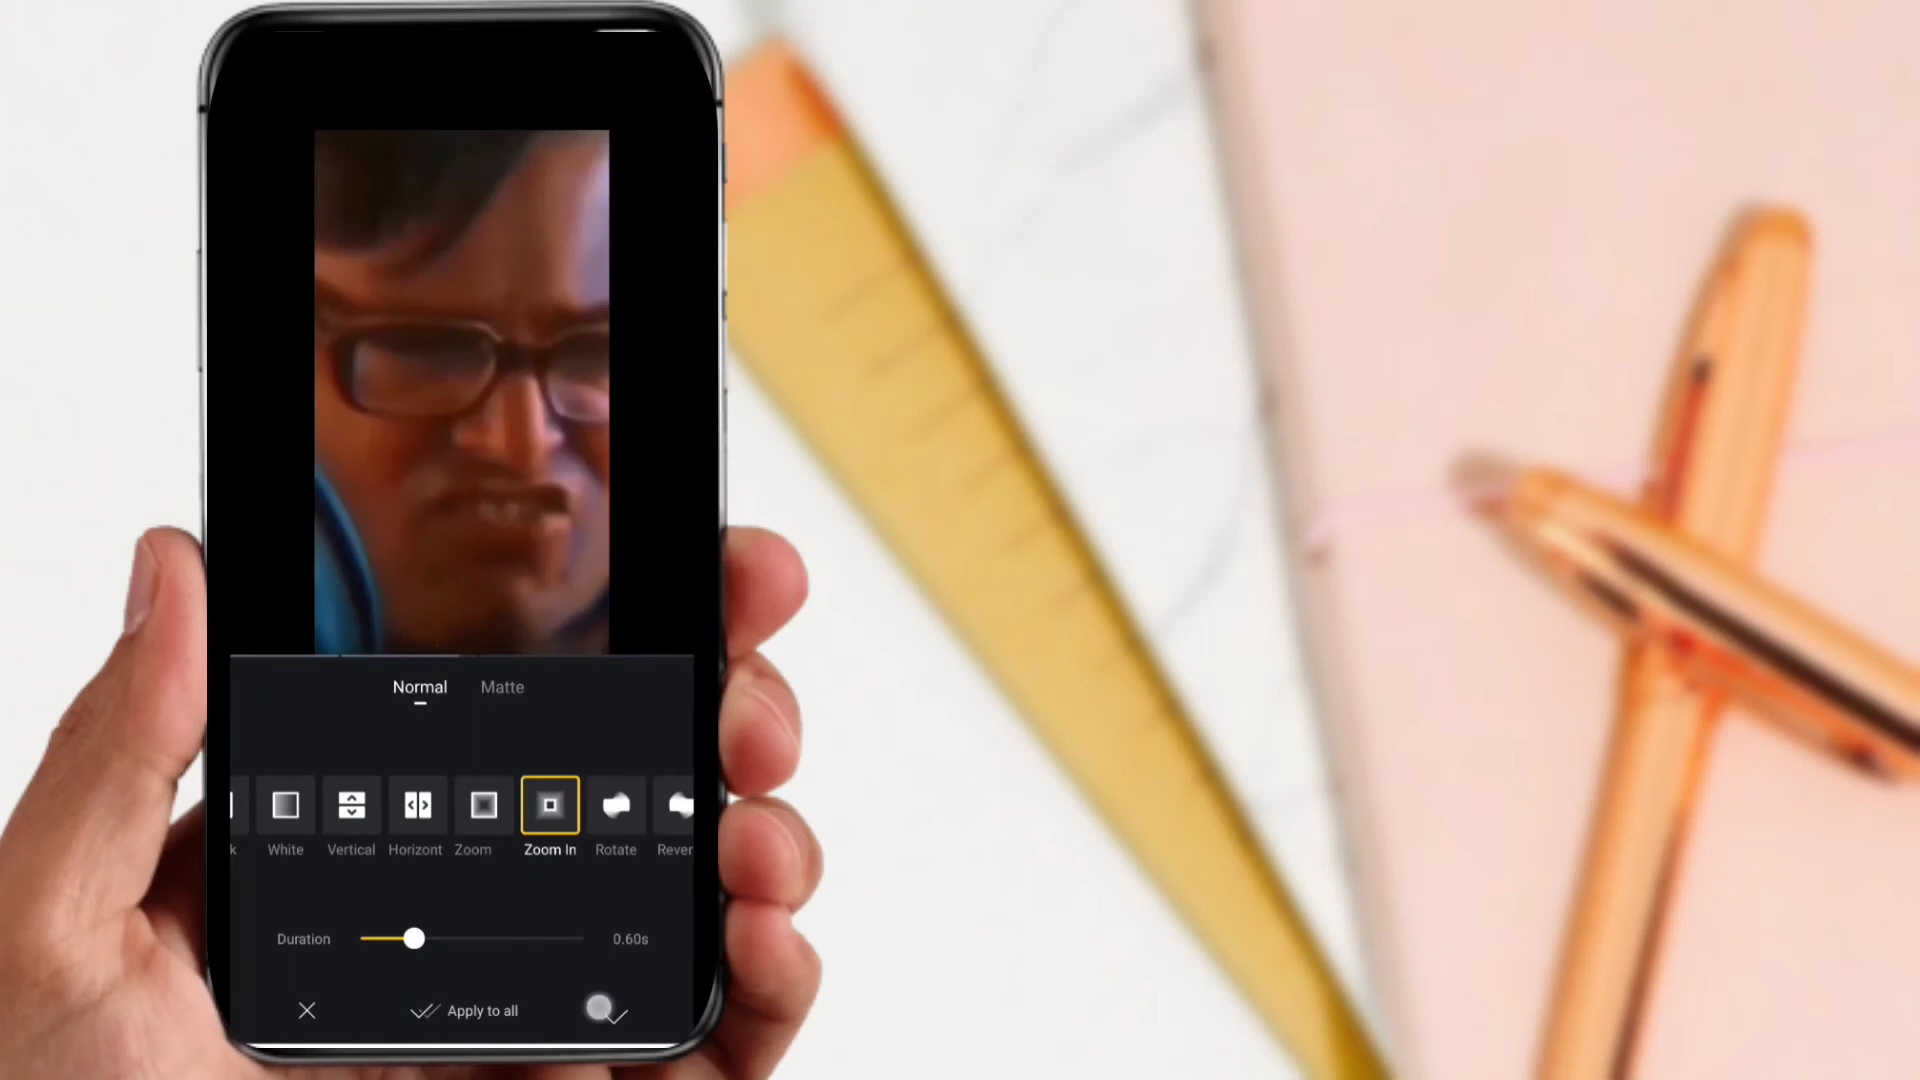 Normal Matte
k White Vertical Horizont Zoom Zoom In Rotate Rever
Duration 0.60s
Apply to all